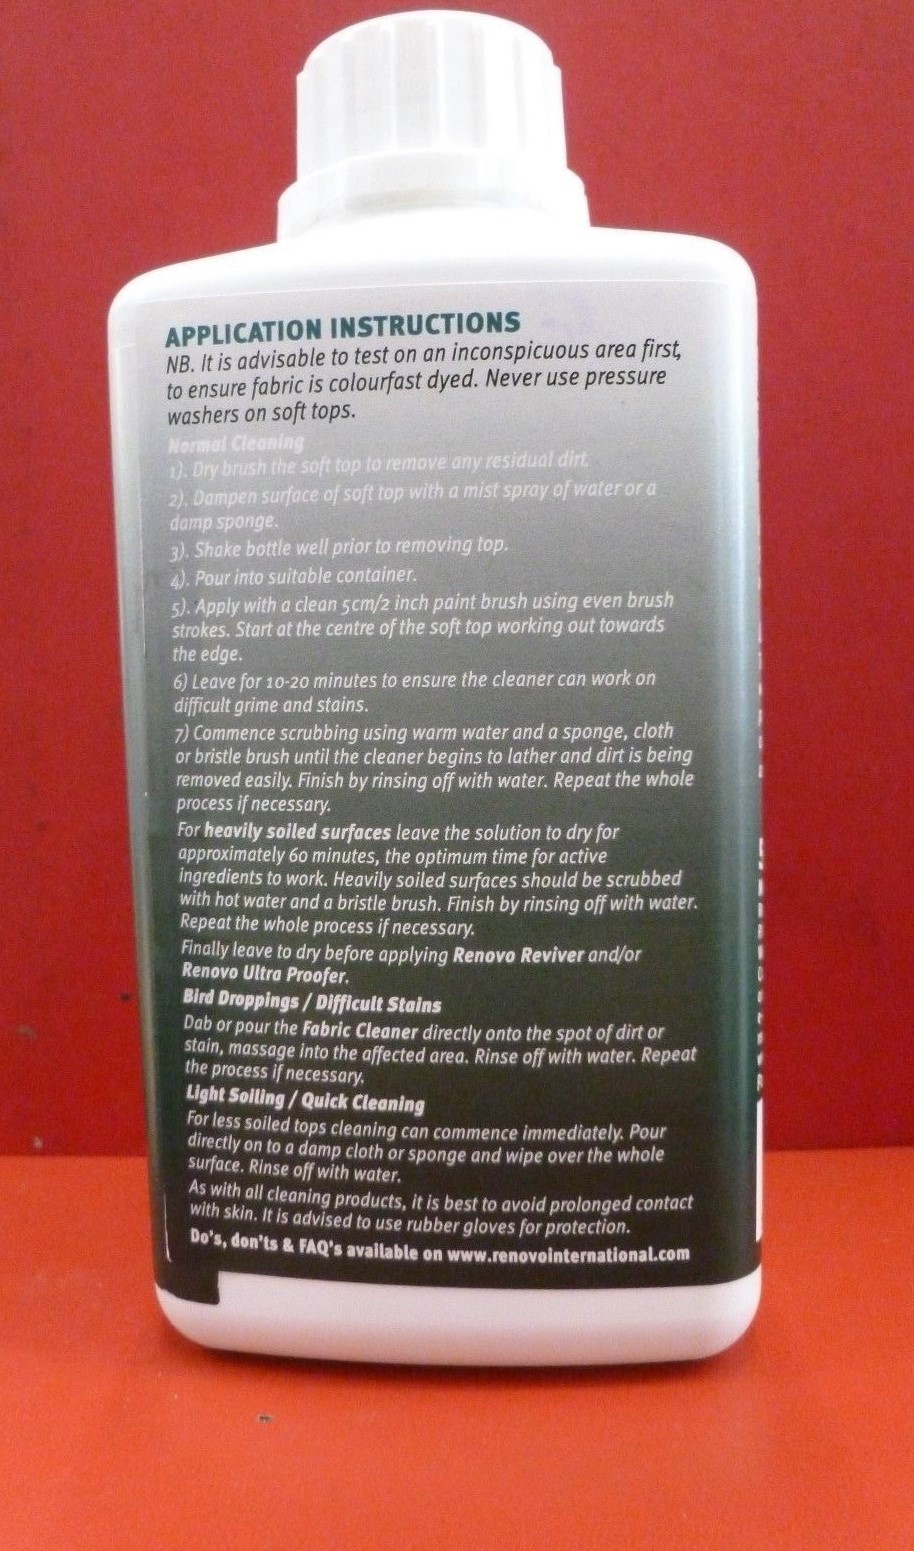 APPLICATION INSTRUCTIONS
NB. It is advisable to test on an inconspicuous area first,
to ensure fabric is colourfast dyed. Never use pressure
washers on soft tops.
Normal Cleaning
1). Dry brush the soft top to remove any residual dirt.
2). Dampen surface of soft top with a mist spray of water or a
damp sponge.
3). Shake bottle well prior to removing top.
4). Pour into suitable container.
5). Apply with a clean 5cm/2 inch paint brush using even brush
strokes. Start at the centre of the soft top working out towards
the edge.
6) Leave for 10-20 minutes to ensure the cleaner can work on
difficult grime and stains.
7) Commence scrubbing using warm water and a sponge, cloth
or bristle brush until the cleaner begins to lather and dirt is being
removed easily. Finish by rinsing off with water. Repeat the whole
process if necessary.
For heavily soiled surfaces leave the solution to dry for
approximately 60 minutes, the optimum time for active
ingredients to work. Heavily soiled surfaces should be scrubbed
with hot water and a bristle brush. Finish by rinsing off with water.
Repeat the whole process if necessary.
Finally leave to dry before applying Renovo Reviver and/or
Renovo Ultra Proofer.
Bird Droppings / Difficult Stains
Dab or pour the Fabric Cleaner directly onto the spot of dirt or
stain, massage into the affected area. Rinse off with water. Repeat
the process if necessary.
Light Soiling / Quick Cleaning
For less soiled tops cleaning can commence immediately. Pour
directly on to a damp cloth or sponge and wipe over the whole
surface. Rinse off with water.
As with all cleaning products, it is best to avoid prolonged contact
with skin. It is advised to use rubber gloves for protection.
Do's, don'ts & FAQ's available on www.renovointernational.com